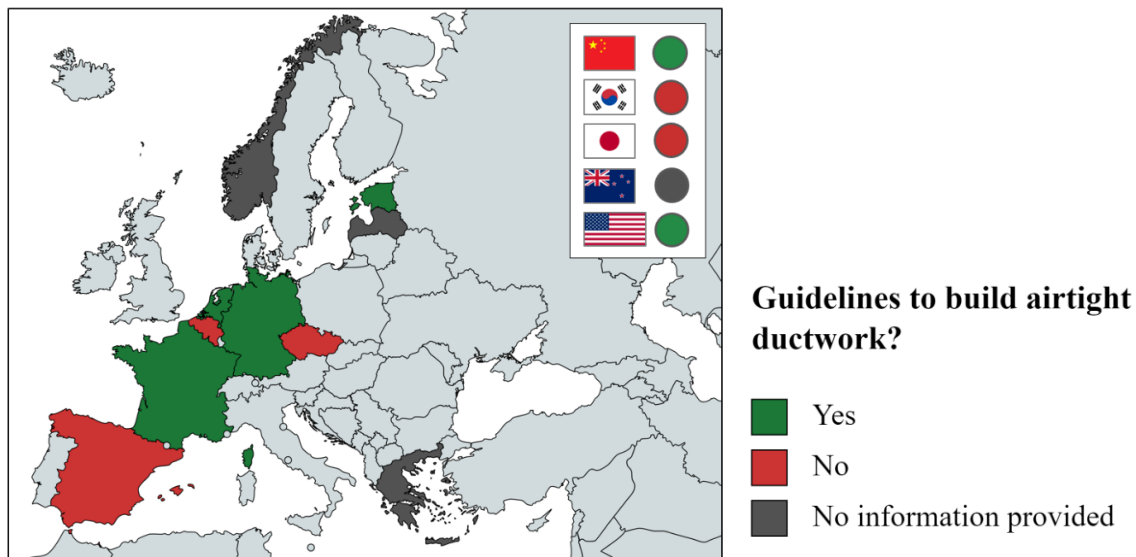 Guidelines to build airtight
ductwork?
Yes
No
No information provided